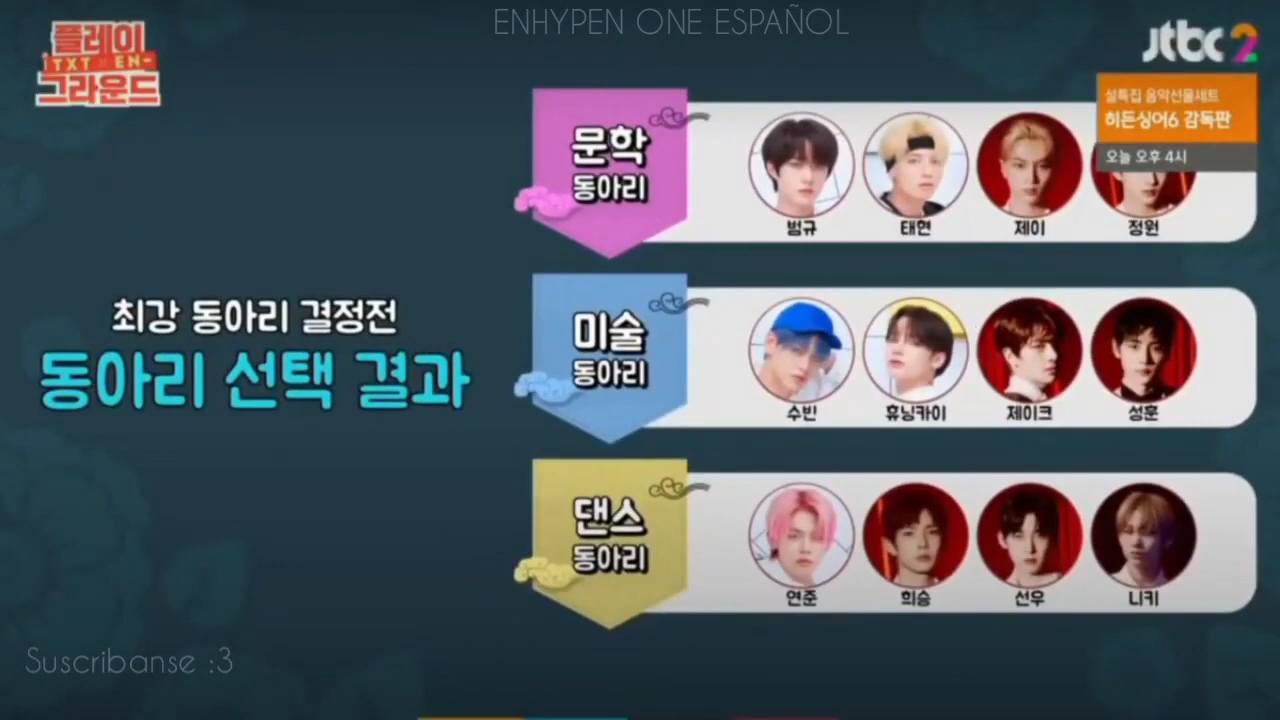 ENHYPEN ONE ESPAÑOL
플레이
TXT × EN-
그라운드
jtbc 2
설특집 음악선물세트
히든싱어6 감독판
오늘 오후 4시
최강 동아리 결정전
동아리 선택 결과
문학
동아리
범규 태현 제이 정원
미술
동아리
수빈 휴닝카이 제이크 성훈
댄스
동아리
연준 희승 선우 니키
Suscribanse :3